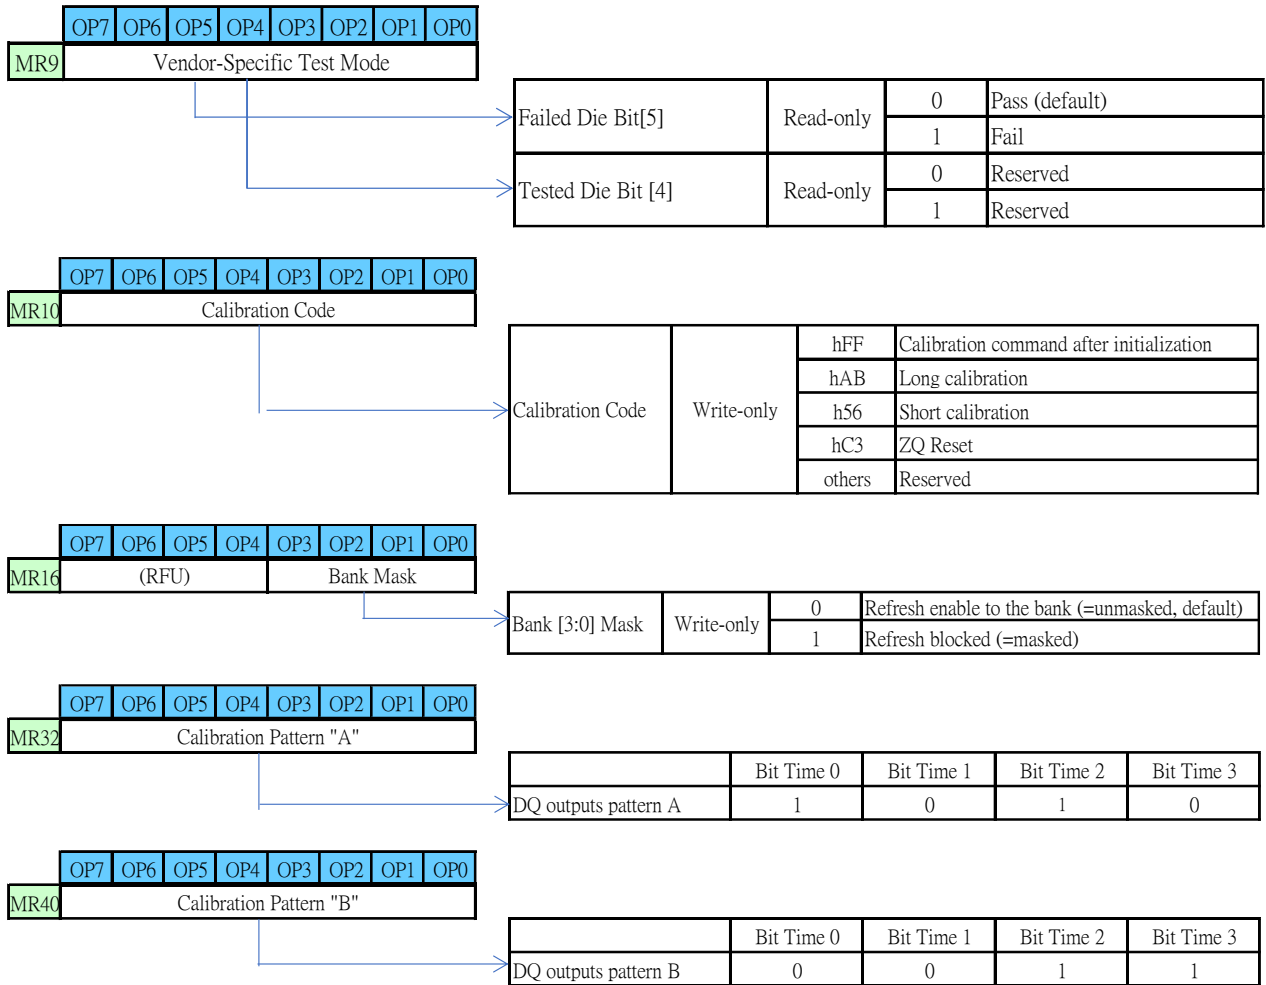 OP7 OP6 OP5 OP4 OP3 OP2 OP1 OP0
MR9 Vendor-Specific Test Mode
Failed Die Bit[5] Read-only 0 Pass (default)
1 Fail
Tested Die Bit [4] Read-only 0 Reserved
1 Reserved
OP7 OP6 OP5 OP4 OP3 OP2 OP1 OP0
MR10 Calibration Code
Calibration Code Write-only hFF Calibration command after initialization
hAB Long calibration
h56 Short calibration
hC3 ZQ Reset
others Reserved
OP7 OP6 OP5 OP4 OP3 OP2 OP1 OP0
MR16 (RFU) Bank Mask
Bank [3:0] Mask Write-only 0 Refresh enable to the bank (=unmasked, default)
1 Refresh blocked (=masked)
OP7 OP6 OP5 OP4 OP3 OP2 OP1 OP0
MR32 Calibration Pattern "A"
Bit Time 0 Bit Time 1 Bit Time 2 Bit Time 3
DQ outputs pattern A 1 0 1 0
OP7 OP6 OP5 OP4 OP3 OP2 OP1 OP0
MR40 Calibration Pattern "B"
Bit Time 0 Bit Time 1 Bit Time 2 Bit Time 3
DQ outputs pattern B 0 0 1 1